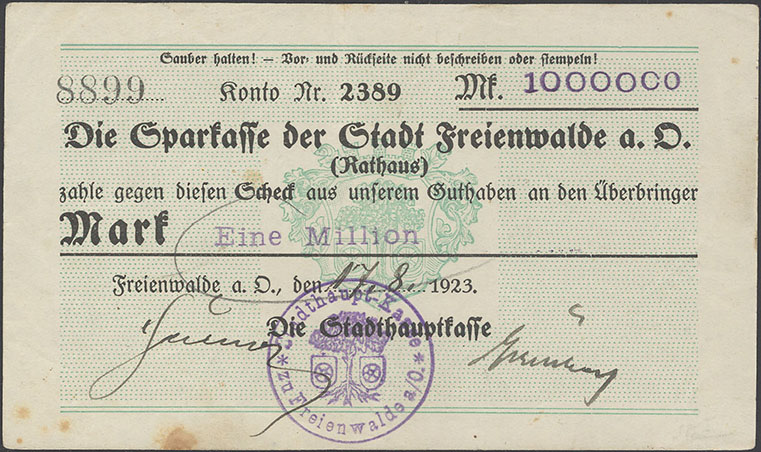 Sauber halten! — Vor- und Rückseite nicht beschreiben oder stempeln!
8899 Konto Nr. 2389 Mk. 1000000
Die Sparkasse der Stadt Freienwalde a. O.
(Rathaus)
zahle gegen diesen Scheck aus unserem Guthaben an den Überbringer
Mark Eine Million
Freienwalde a. O., den 17.8. 1923.
Die Stadthauptkasse
Stadthaupt-Kasse
* zu Freienwalde a/O. *